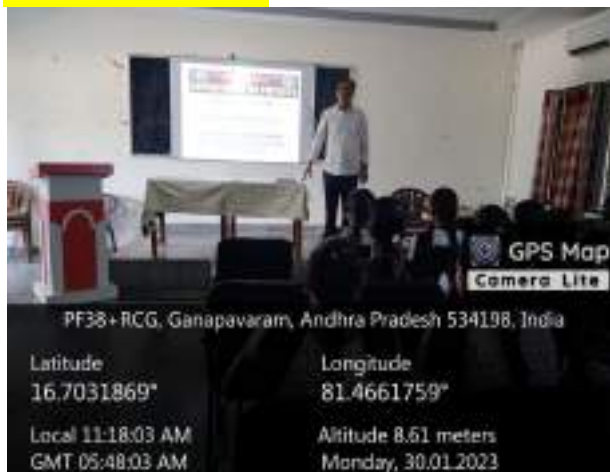 GPS Map
Camera Lite
PF38+RCG, Ganapavaram, Andhra Pradesh 534198, India
Latitude
16.7031869°
Longitude
81.4661759°
Local 11:18:03 AM
GMT 05:48:03 AM
Altitude 8.61 meters
Monday, 30.01.2023